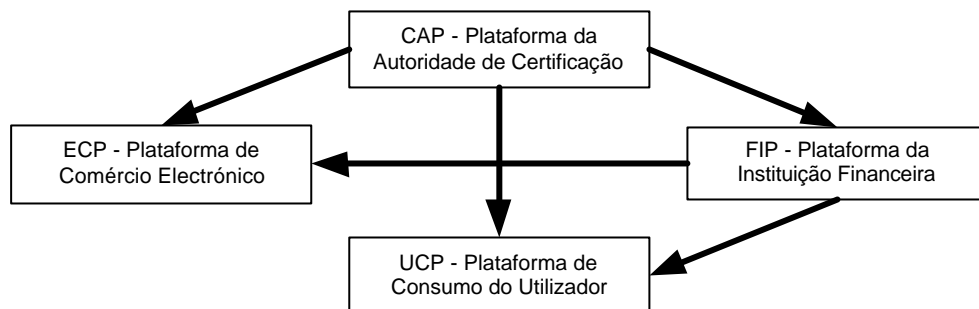 CAP - Plataforma da
Autoridade de Certificação
ECP - Plataforma de
Comércio Electrónico
FIP - Plataforma da
Instituição Financeira
UCP - Plataforma de
Consumo do Utilizador